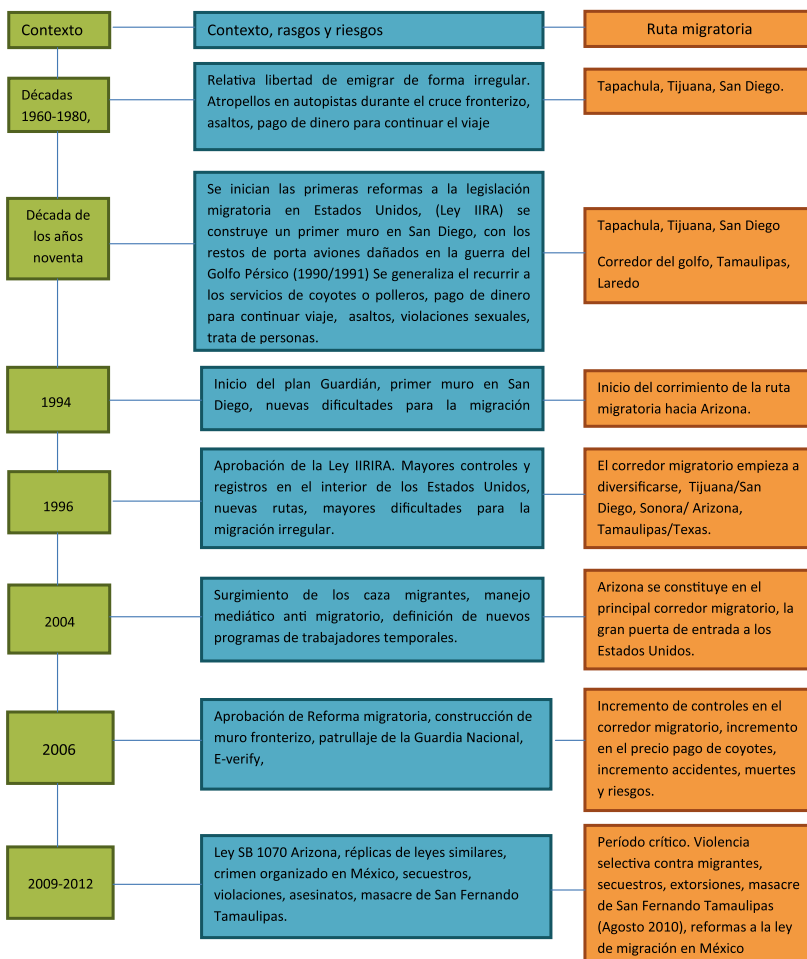 Contexto
Contexto, rasgos y riesgos
Ruta migratoria
Décadas
1960-1980,
Relativa libertad de emigrar de forma irregular.
Atropellos en autopistas durante el cruce fronterizo,
asaltos, pago de dinero para continuar el viaje
Tapachula, Tijuana, San Diego.
Década de
los años
noventa
Se inician las primeras reformas a la legislación
migratoria en Estados Unidos, (Ley IIRA) se
construye un primer muro en San Diego, con los
restos de porta aviones dañados en la guerra del
Golfo Pérsico (1990/1991) Se generaliza el recurrir a
los servicios de coyotes o polleros, pago de dinero
para continuar viaje, asaltos, violaciones sexuales,
trata de personas.
Tapachula, Tijuana, San Diego
Corredor del golfo, Tamaulipas,
Laredo
1994
Inicio del plan Guardián, primer muro en San
Diego, nuevas dificultades para la migración
Inicio del corrimiento de la ruta
migratoria hacia Arizona.
1996
Aprobación de la Ley IIRIRA. Mayores controles y
registros en el interior de los Estados Unidos,
nuevas rutas, mayores dificultades para la
migración irregular.
El corredor migratorio empieza a
diversificarse, Tijuana/San
Diego, Sonora/ Arizona,
Tamaulipas/Texas.
2004
Surgimiento de los caza migrantes, manejo
mediático anti migratorio, definición de nuevos
programas de trabajadores temporales.
Arizona se constituye en el
principal corredor migratorio, la
gran puerta de entrada a los
Estados Unidos.
2006
Aprobación de Reforma migratoria, construcción de
muro fronterizo, patrullaje de la Guardia Nacional,
E-verify,
Incremento de controles en el
corredor migratorio, incremento
en el precio pago de coyotes,
incremento accidentes, muertes
y riesgos.
2009-2012
Ley SB 1070 Arizona, réplicas de leyes similares,
crimen organizado en México, secuestros,
violaciones, asesinatos, masacre de San Fernando
Tamaulipas.
Período crítico. Violencia
selectiva contra migrantes,
secuestros, extorsiones, masacre
de San Fernando Tamaulipas
(Agosto 2010), reformas a la ley
de migración en México